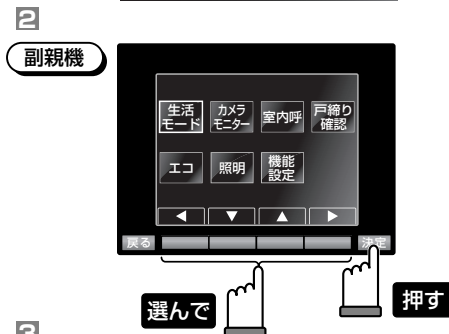 2
副親機
生活
モード
カメラ
モニター
室内呼
戸締り
確認
エコ
照明
機能
設定
◀ ▼ ▲ ▶
戻る
決定
選んで
押す
3